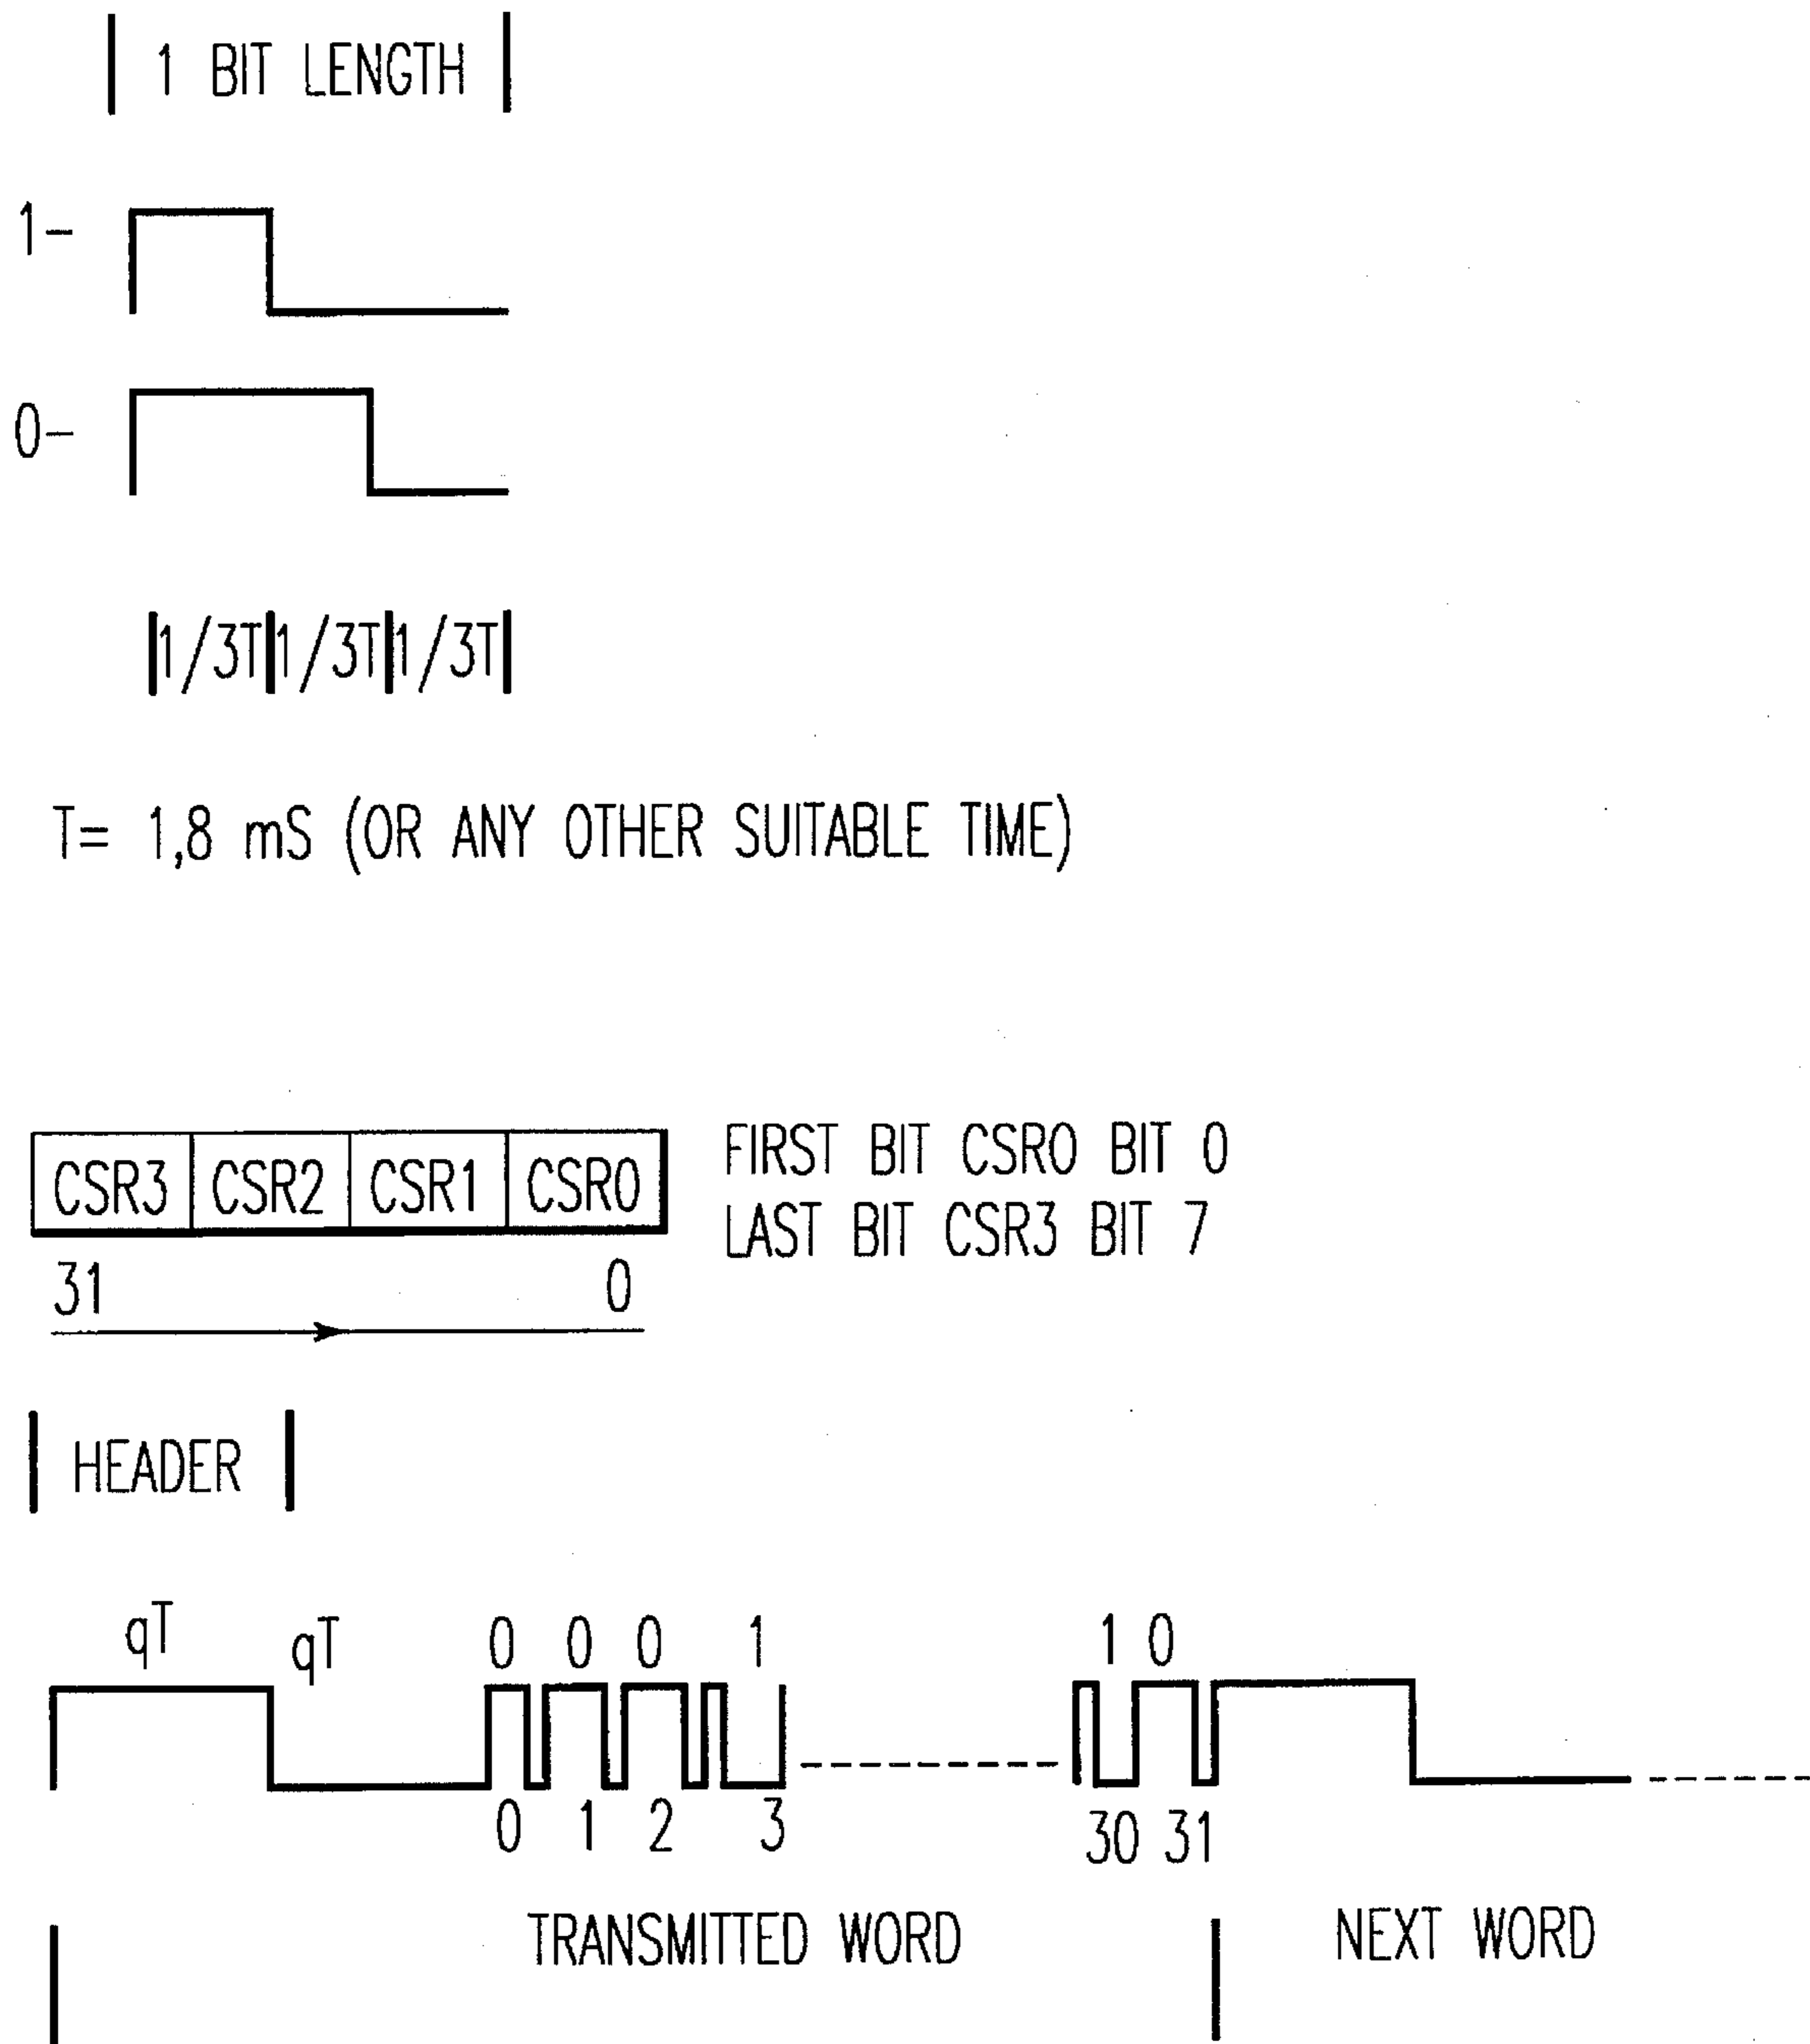 1 BIT LENGTH
1-
0-
1/3T 1/3T 1/3T
T= 1,8 mS (OR ANY OTHER SUITABLE TIME)
CSR3 CSR2 CSR1 CSR0
FIRST BIT CSR0 BIT 0
LAST BIT CSR3 BIT 7
31 0
HEADER
qT qT 0 0 0 1 1 0
0 1 2 3 30 31
TRANSMITTED WORD
NEXT WORD